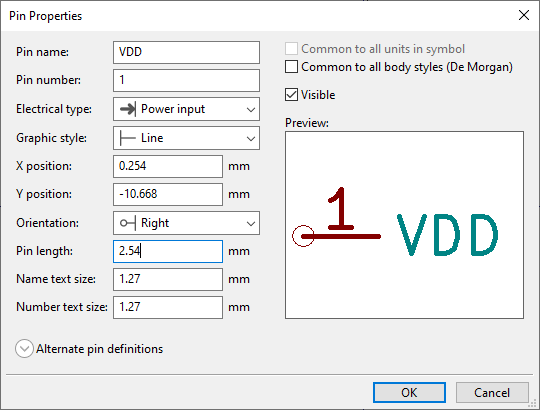 Pin Properties
Pin name: VDD
Pin number: 1
Electrical type: Power input
Graphic style: Line
X position: 0.254 mm
Y position: -10.668 mm
Orientation: Right
Pin length: 2.54 mm
Name text size: 1.27 mm
Number text size: 1.27 mm
Alternate pin definitions
Common to all units in symbol
Common to all body styles (De Morgan)
Visible
Preview:
1
VDD
OK Cancel